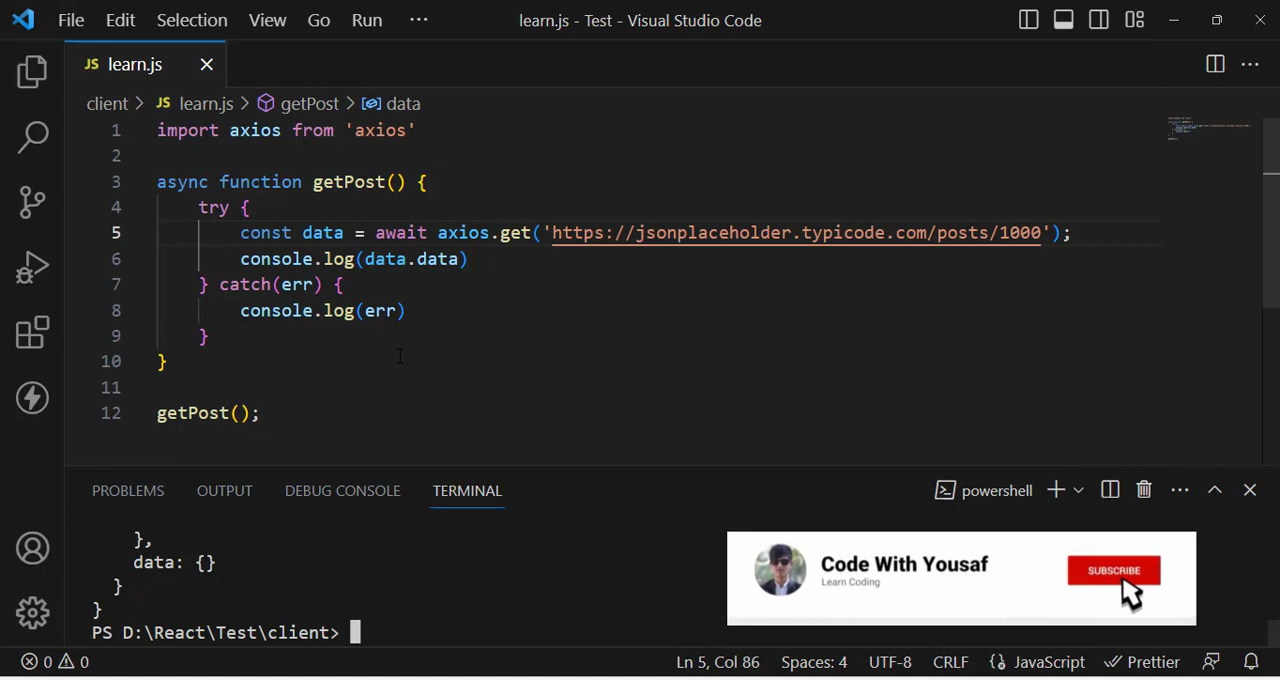 File Edit Selection View Go Run ··· learn.js - Test - Visual Studio Code
JS learn.js
client > JS learn.js > getPost > data
1 import axios from 'axios'
2
3 async function getPost() {
4 try {
5 const data = await axios.get('https://jsonplaceholder.typicode.com/posts/1000');
6 console.log(data.data)
7 } catch(err) {
8 console.log(err)
9 }
10 }
11
12 getPost();
PROBLEMS OUTPUT DEBUG CONSOLE TERMINAL powershell
},
data: {}
}
}
PS D:\React\Test\client>
Code With Yousaf
Learn Coding
SUBSCRIBE
0 0 Ln 5, Col 86 Spaces: 4 UTF-8 CRLF {} JavaScript Prettier